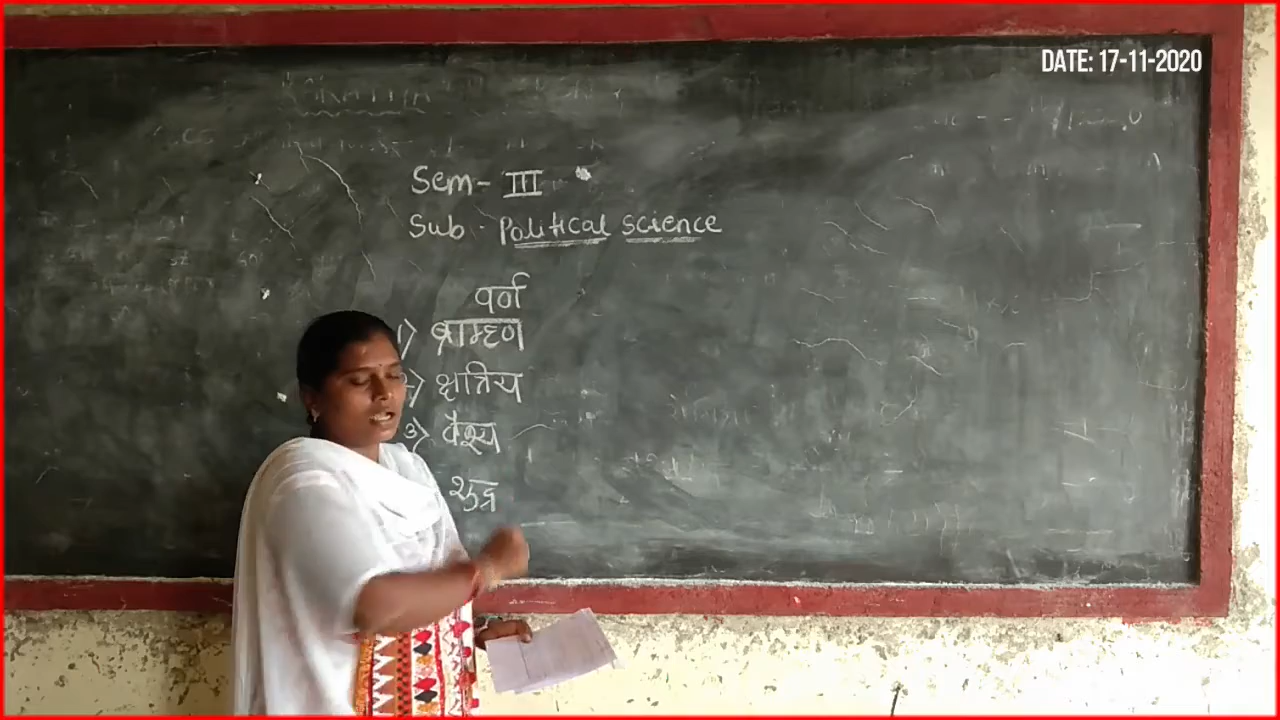 DATE: 17-11-2020
Sem- III
Sub - Political Science
वर्ण
1) ब्राम्हण
2) क्षत्रिय
3) वैश्य
शुद्र